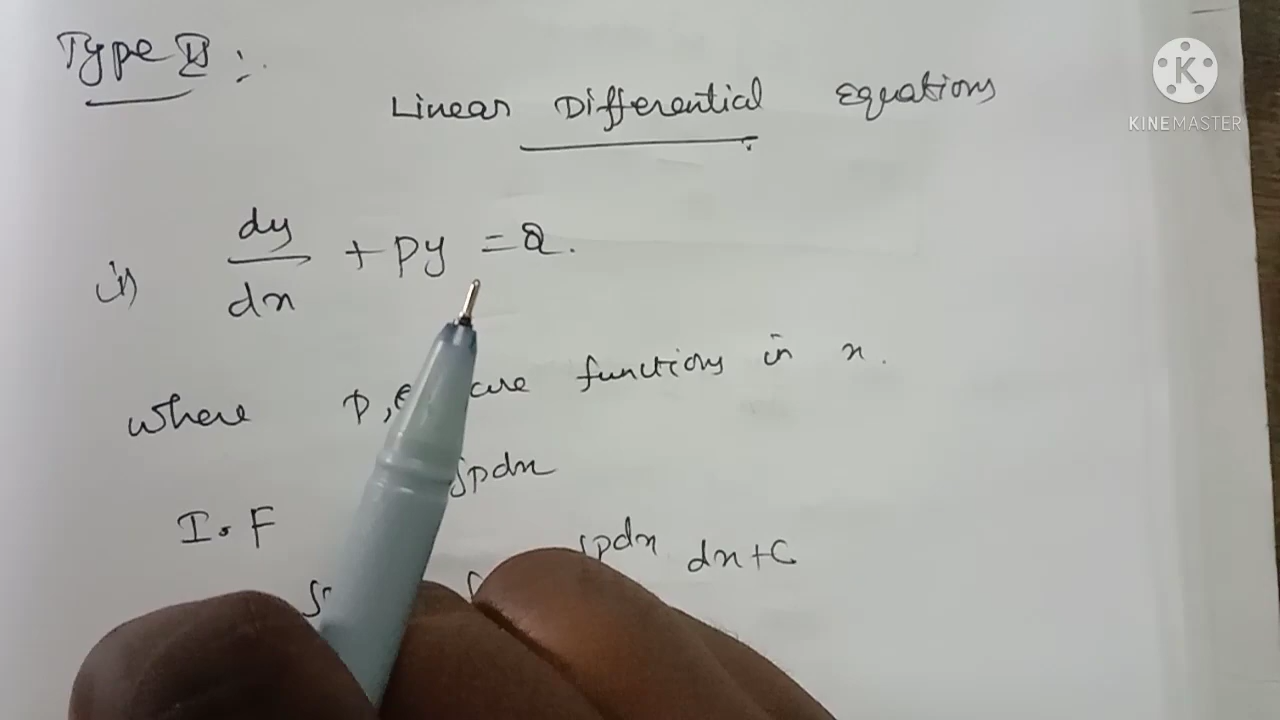 Type II :-
Linear Differential Equations
i) dy/dx + py = Q.
where P, are functions in x.
I.F ∫pdx
∫pdx dx+C
K
KINEMASTER